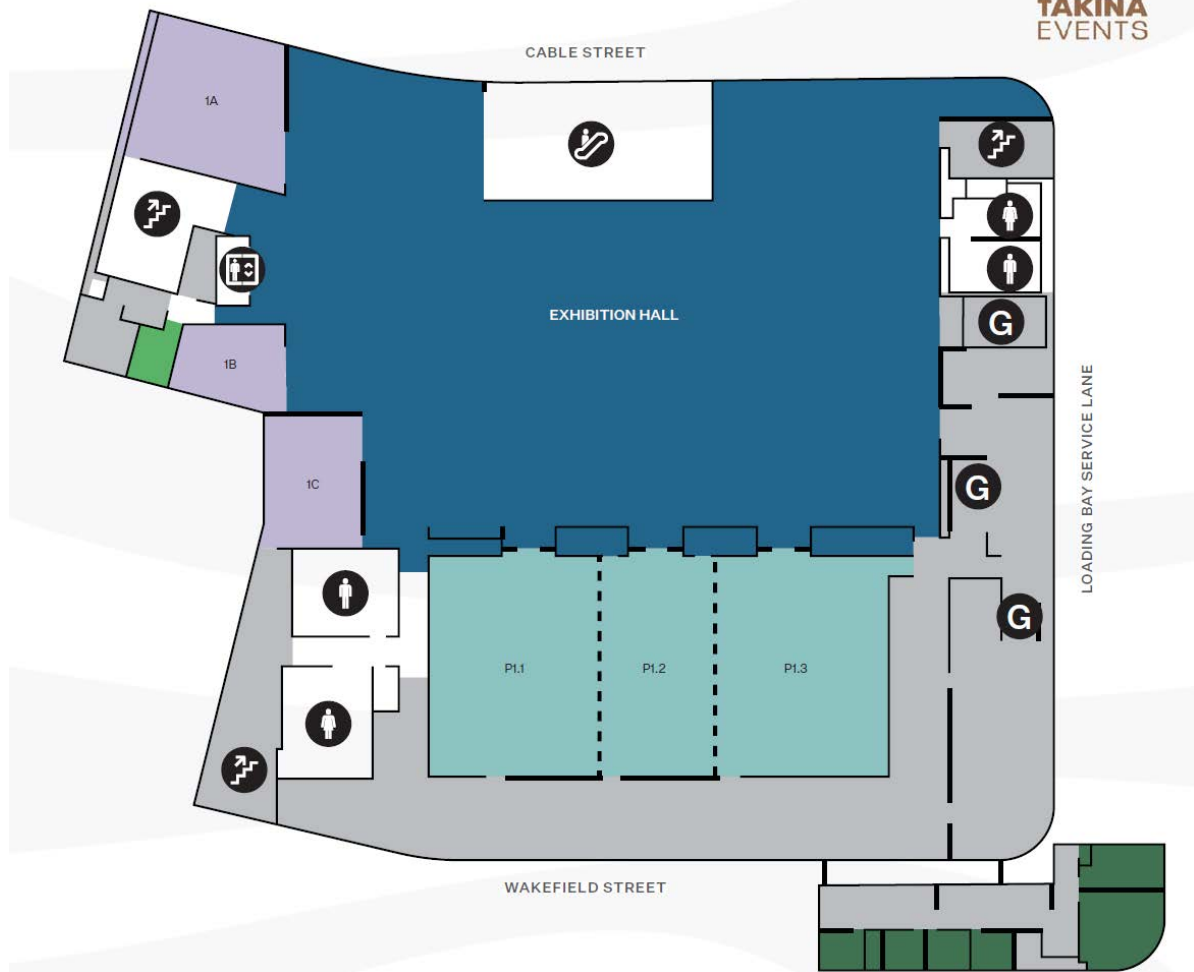 TAKINA
EVENTS
CABLE STREET
1A
EXHIBITION HALL
G
1B
LOADING BAY SERVICE LANE
1C
G
G
P1.1
P1.2
P1.3
WAKEFIELD STREET